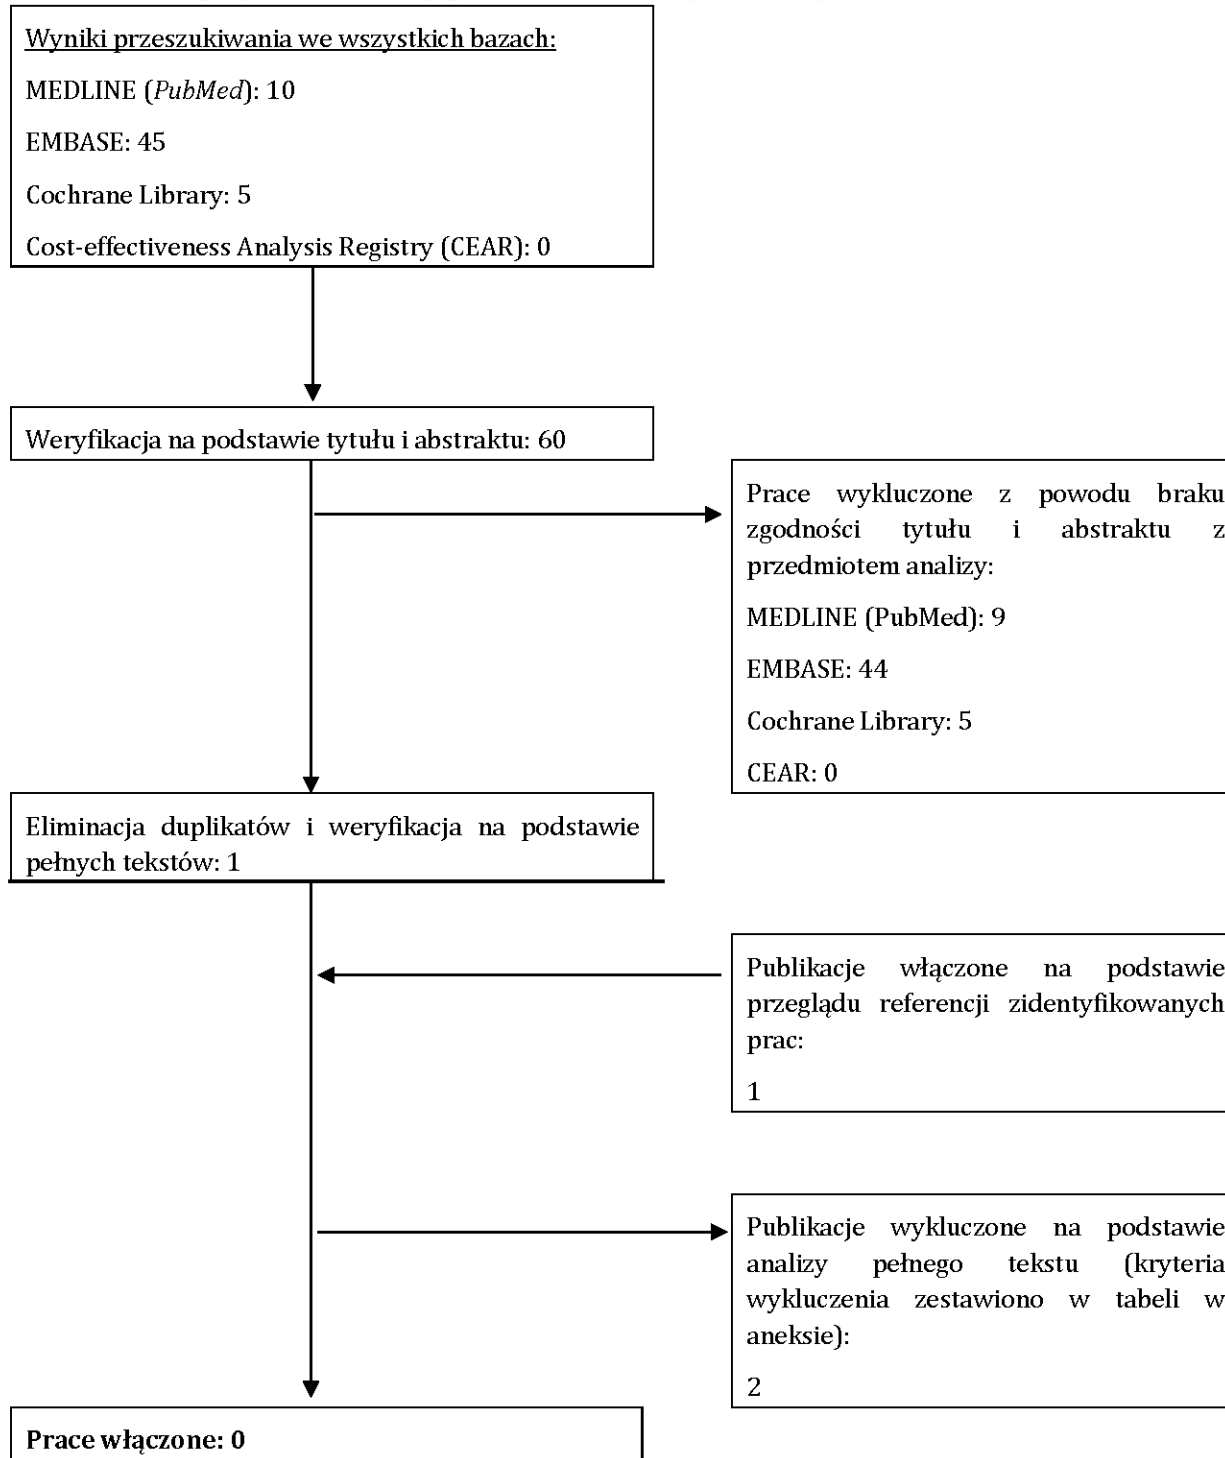 Wyniki przeszukiwania we wszystkich bazach:
MEDLINE (PubMed): 10
EMBASE: 45
Cochrane Library: 5
Cost-effectiveness Analysis Registry (CEAR): 0
Weryfikacja na podstawie tytułu i abstraktu: 60
Prace wykluczone z powodu braku
zgodności tytułu i abstraktu z
przedmiotem analizy:
MEDLINE (PubMed): 9
EMBASE: 44
Cochrane Library: 5
CEAR: 0
Eliminacja duplikatów i weryfikacja na podstawie
pełnych tekstów: 1
Publikacje włączone na podstawie
przeglądu referencji zidentyfikowanych
prac:
1
Publikacje wykluczone na podstawie
analizy pełnego tekstu (kryteria
wykluczenia zestawiono w tabeli w
aneksie):
2
Prace włączone: 0